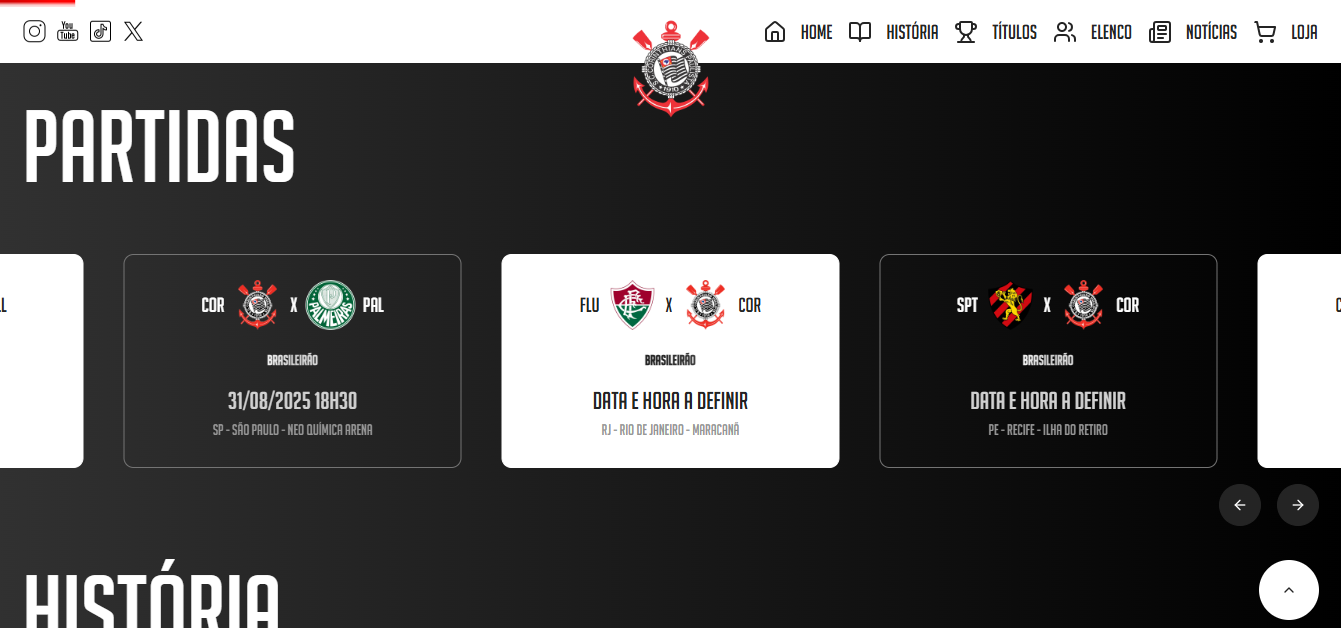 You
Tube
HOME
HISTÓRIA
TÍTULOS
ELENCO
NOTÍCIAS
LOJA
PARTIDAS
COR X PAL
BRASILEIRÃO
31/08/2025 18H30
SP - SÃO PAULO - NEO QUÍMICA ARENA
FLU X COR
BRASILEIRÃO
DATA E HORA A DEFINIR
RJ - RIO DE JANEIRO - MARACANÃ
SPT X COR
BRASILEIRÃO
DATA E HORA A DEFINIR
PE - RECIFE - ILHA DO RETIRO
HISTÓRIA